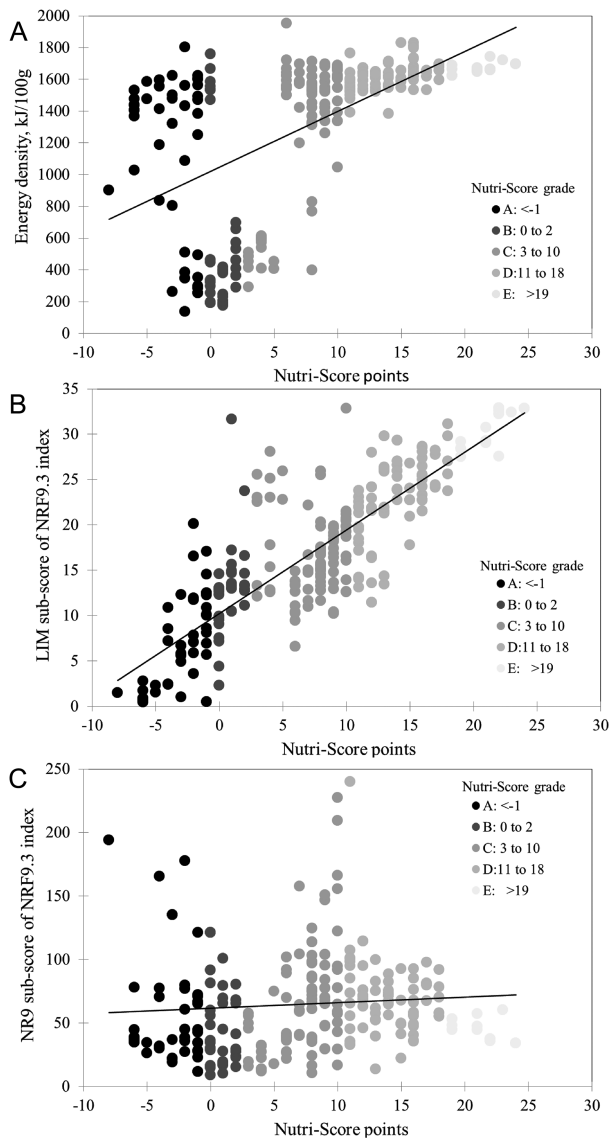 A
Energy density, kJ/100g
2000
1800
1600
1400
1200
1000
800
600
400
200
0
-10 -5 0 5 10 15 20 25 30
Nutri-Score points
Nutri-Score grade
A: <-1
B: 0 to 2
C: 3 to 10
D:11 to 18
E: >19
B
LIM sub-score of NRF9.3 index
35
30
25
20
15
10
5
0
-10 -5 0 5 10 15 20 25 30
Nutri-Score points
Nutri-Score grade
A: <-1
B: 0 to 2
C: 3 to 10
D:11 to 18
E: >19
C
NR9 sub-score of NRF9.3 index
250
200
150
100
50
0
-10 -5 0 5 10 15 20 25 30
Nutri-Score points
Nutri-Score grade
A: <-1
B: 0 to 2
C: 3 to 10
D:11 to 18
E: >19